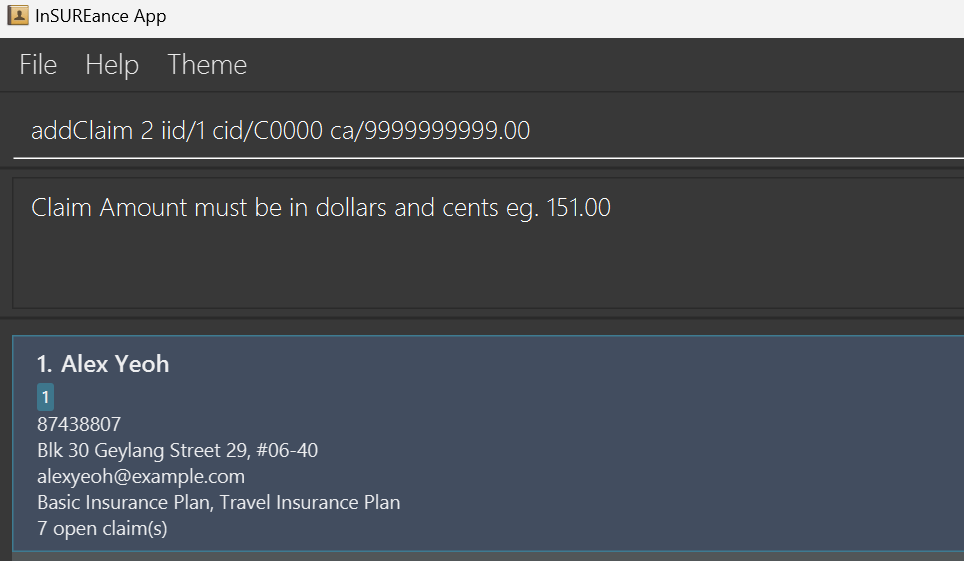 InSUREance App
File Help Theme
addClaim 2 iid/1 cid/C0000 ca/9999999999.00
Claim Amount must be in dollars and cents eg. 151.00
1. Alex Yeoh
1
87438807
Blk 30 Geylang Street 29, #06-40
alexyeoh@example.com
Basic Insurance Plan, Travel Insurance Plan
7 open claim(s)